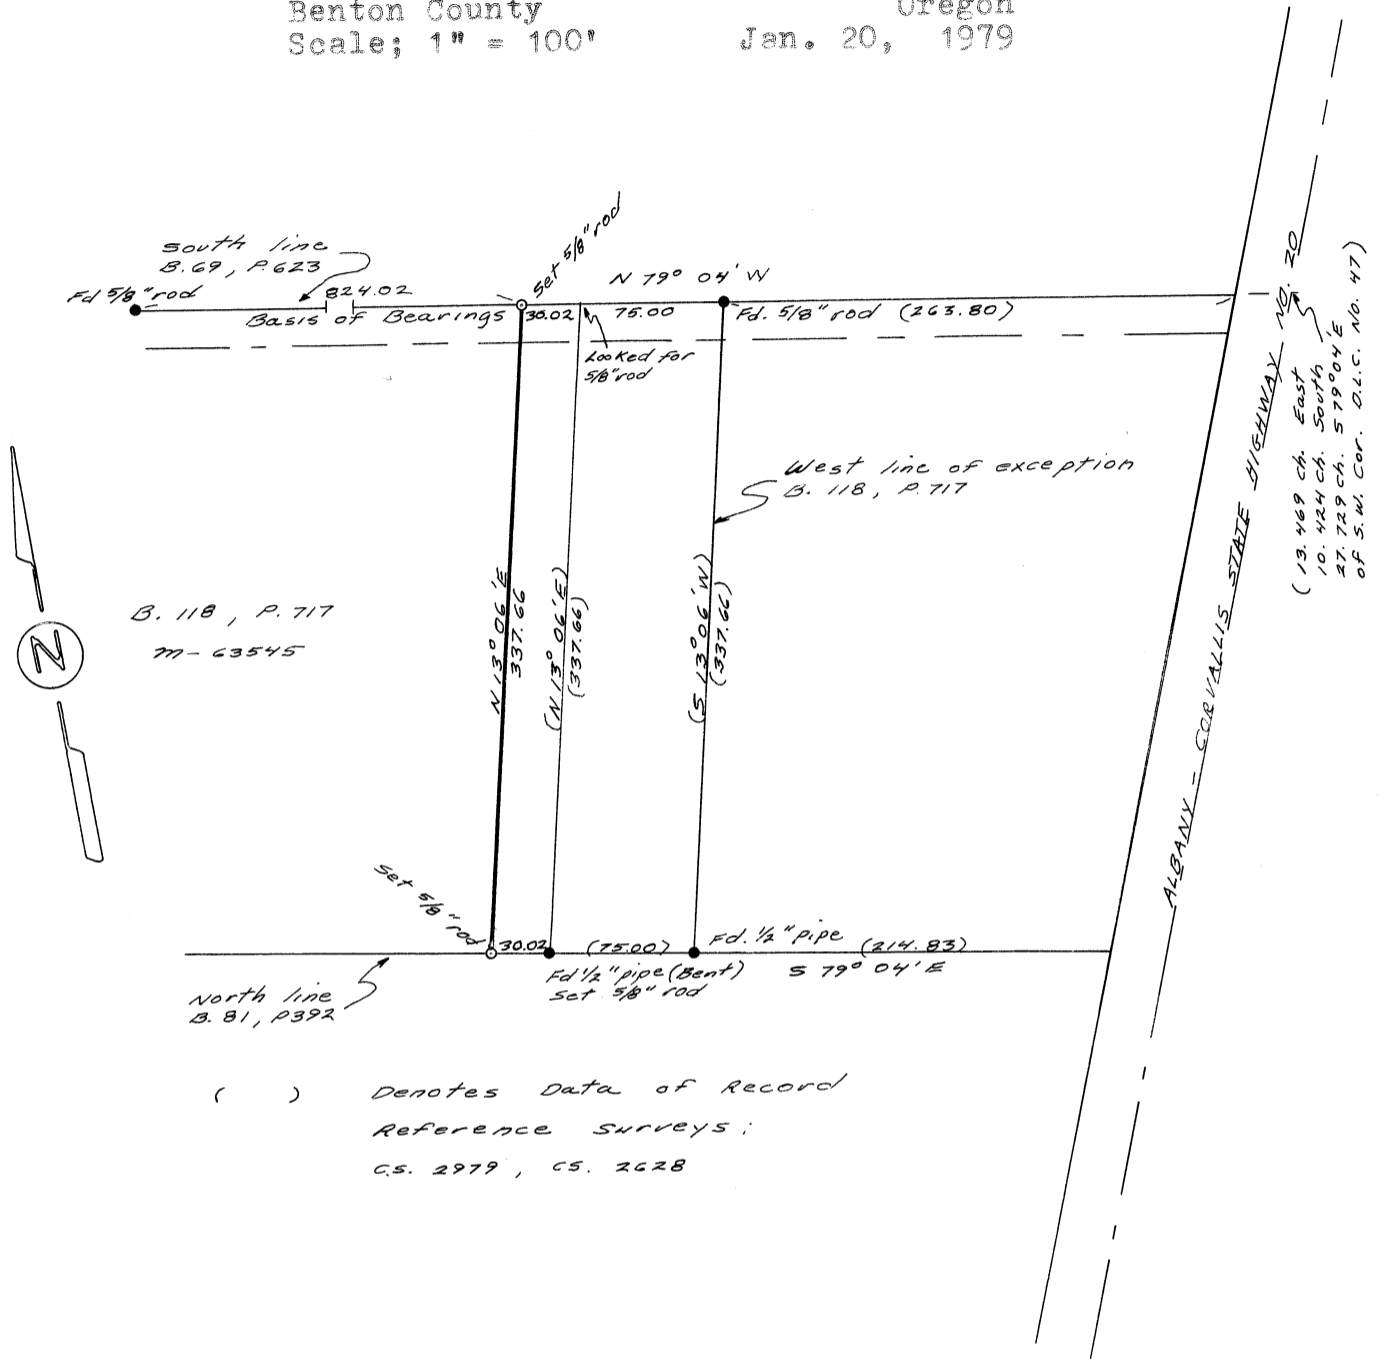 Benton County Oregon
Scale; 1" = 100' Jan. 20, 1979
South line
B. 69, P. 623
Fd 5/8" rod
824.02
Basis of Bearings
Set 5/8" rod
N 79° 04' W
30.02
75.00
Fd. 5/8" rod (263.80)
Looked for
5/8" rod
West line of exception
B. 118, P. 717
ALBANY - CORVALLIS STATE HIGHWAY NO. 20
(13.469 ch. East
10.424 ch. South
27.729 ch. S 79° 04' E
of S.W. Cor. D.L.C. No. 47)
N
B. 118, P. 717
M- 63545
N 13° 06' E
337.66
(N 13° 06' E)
(337.66)
(S 13° 06' W)
(337.66)
Set 5/8" rod
30.02
(75.00)
Fd. 1/2" pipe (214.83)
Fd 1/2" pipe (Bent)
Set 5/8" rod
S 79° 04' E
North line
B. 81, P392
( ) Denotes Data of Record
Reference Surveys:
C.S. 2979, CS. 2628